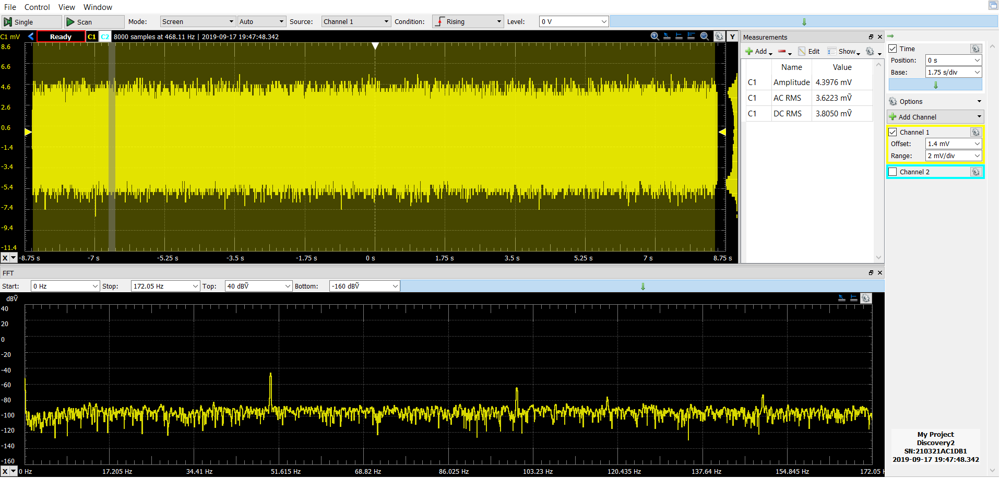 File Control View Window
Single Scan Mode: Screen Auto Source: Channel 1 Condition: Rising Level: 0 V
C1 mV Ready C1 C2 8000 samples at 468.11 Hz | 2019-09-17 19:47:48.342 Y
8.6
6.6
4.6
2.6
0.6
-1.4
-3.4
-5.4
-7.4
-9.4
-11.4
X -8.75 s -7 s -5.25 s -3.5 s -1.75 s 0 s 1.75 s 3.5 s 5.25 s 7 s 8.75 s
Measurements
Add Edit Show
Name Value
C1 Amplitude 4.3976 mV
C1 AC RMS 3.6223 mṼ
C1 DC RMS 3.8050 mṼ
Time
Position: 0 s
Base: 1.75 s/div
Options
Add Channel
Channel 1
Offset: 1.4 mV
Range: 2 mV/div
Channel 2
FFT
Start: 0 Hz Stop: 172.05 Hz Top: 40 dBṼ Bottom: -160 dBṼ
dBṼ
40
20
0
-20
-40
-60
-80
-100
-120
-140
-160
X 0 Hz 17.205 Hz 34.41 Hz 51.615 Hz 68.82 Hz 86.025 Hz 103.23 Hz 120.435 Hz 137.64 Hz 154.845 Hz 172.05 H
My Project
Discovery2
SN:210321AC1DB1
2019-09-17 19:47:48.342